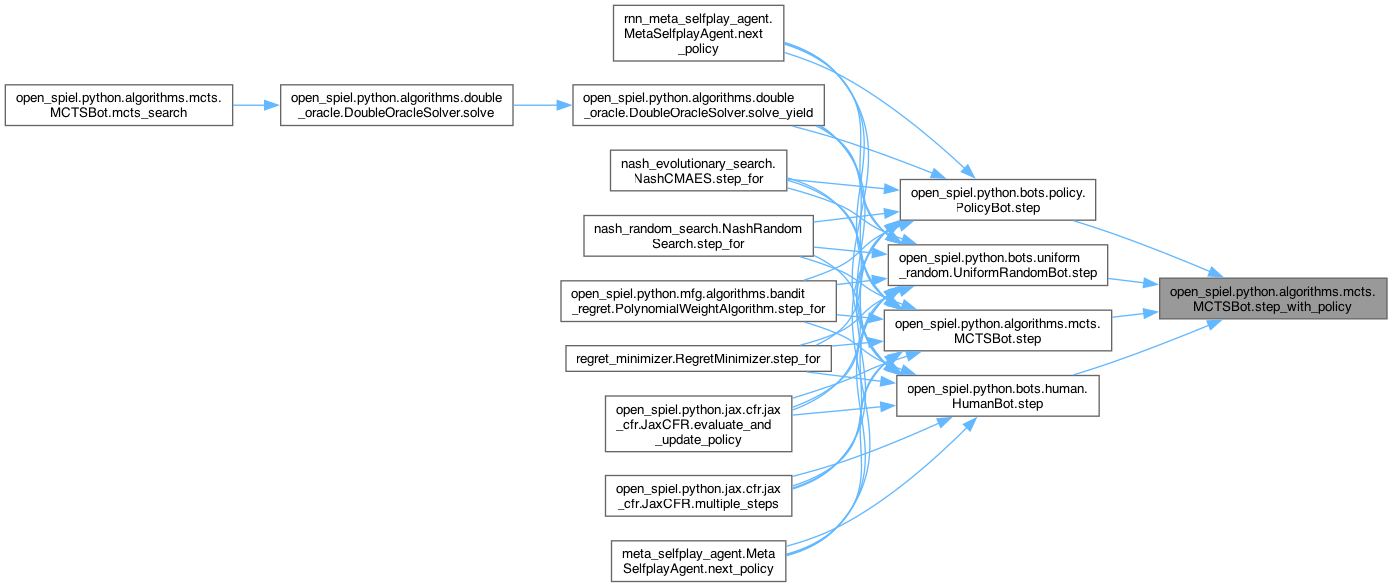 rnn_meta_selfplay_agent.
MetaSelfplayAgent.next
_policy
open_spiel.python.algorithms.mcts.
MCTSBot.mcts_search
open_spiel.python.algorithms.double
_oracle.DoubleOracleSolver.solve
open_spiel.python.algorithms.double
_oracle.DoubleOracleSolver.solve_yield
nash_evolutionary_search.
NashCMAES.step_for
nash_random_search.NashRandom
Search.step_for
open_spiel.python.mfg.algorithms.bandit
_regret.PolynomialWeightAlgorithm.step_for
regret_minimizer.RegretMinimizer.step_for
open_spiel.python.jax.cfr.jax
_cfr.JaxCFR.evaluate_and
_update_policy
open_spiel.python.jax.cfr.jax
_cfr.JaxCFR.multiple_steps
meta_selfplay_agent.Meta
SelfplayAgent.next_policy
open_spiel.python.bots.policy.
PolicyBot.step
open_spiel.python.bots.uniform
_random.UniformRandomBot.step
open_spiel.python.algorithms.mcts.
MCTSBot.step
open_spiel.python.bots.human.
HumanBot.step
open_spiel.python.algorithms.mcts.
MCTSBot.step_with_policy